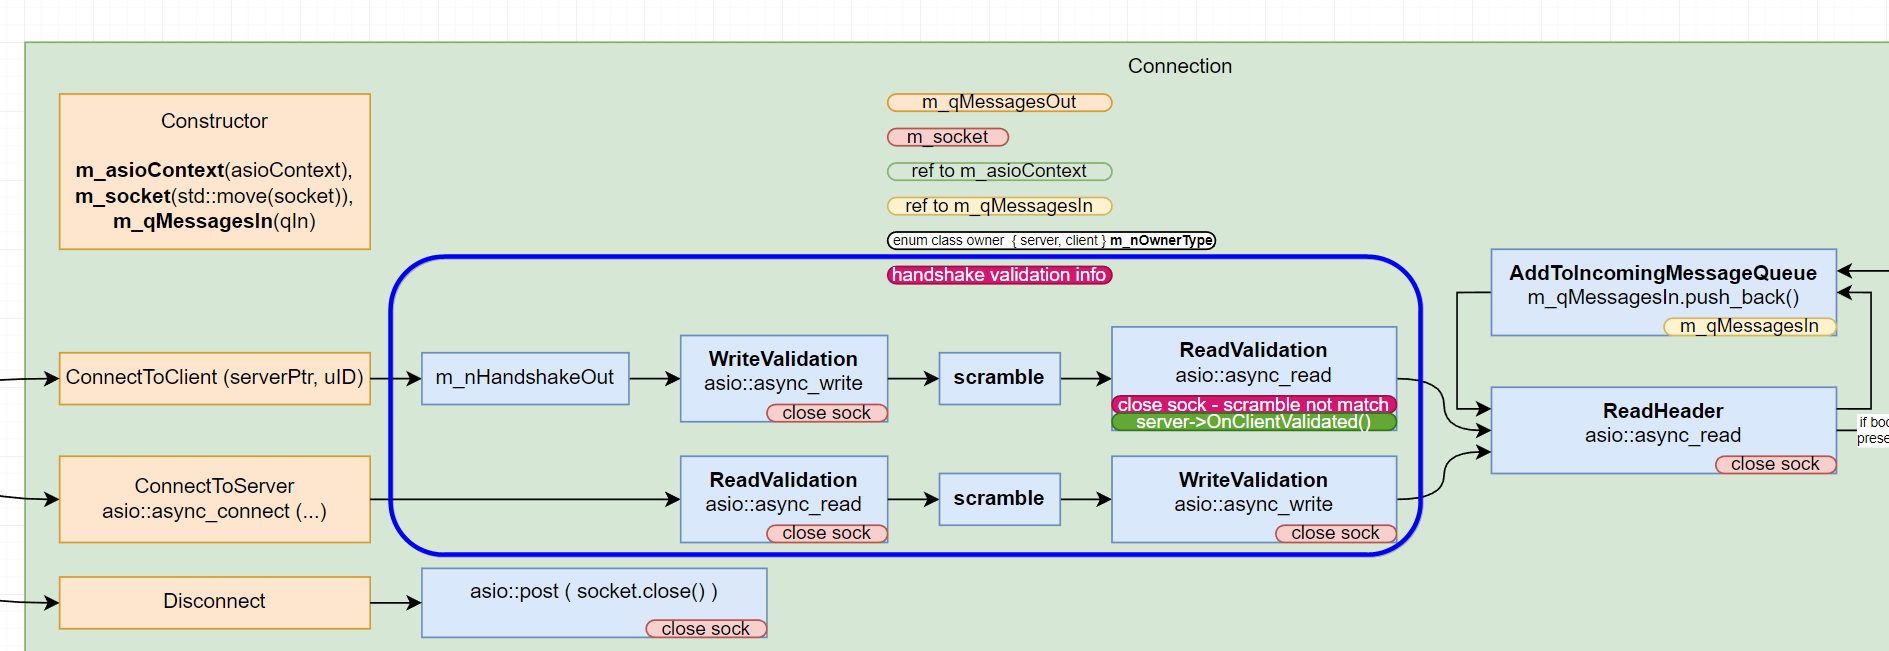 Connection
Constructor
m_asioContext(asioContext),
m_socket(std::move(socket)),
m_qMessagesIn(qIn)
m_qMessagesOut
m_socket
ref to m_asioContext
ref to m_qMessagesIn
enum class owner { server, client } m_nOwnerType
handshake validation info
ConnectToClient (serverPtr, uID)
m_nHandshakeOut
WriteValidation
asio::async_write
close sock
scramble
ReadValidation
asio::async_read
close sock - scramble not match
server->OnClientValidated()
ConnectToServer
asio::async_connect (...)
ReadValidation
asio::async_read
close sock
scramble
WriteValidation
asio::async_write
close sock
AddToIncomingMessageQueue
m_qMessagesIn.push_back()
m_qMessagesIn
ReadHeader
asio::async_read
close sock
if
Disconnect
asio::post ( socket.close() )
close sock